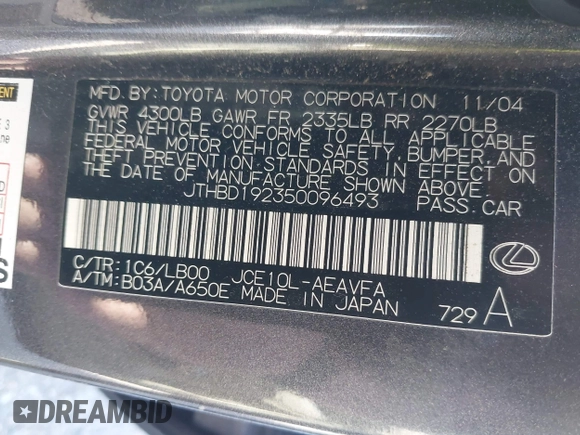 MFD. BY: TOYOTA MOTOR CORPORATION 11/04
GVWR 4300LB GAWR FR 2335LB RR 2270LB
THIS VEHICLE CONFORMS TO ALL APPLICABLE
FEDERAL MOTOR VEHICLE SAFETY, BUMPER, AND
THEFT PREVENTION STANDARDS IN EFFECT ON
THE DATE OF MANUFACTURE SHOWN ABOVE.
JTHBD192350096493 PASS. CAR
C/TR: 1C6/LB00 JCE10L-AEAVFA
A/TM: B03A/A650E MADE IN JAPAN
729 A
DREAMBID